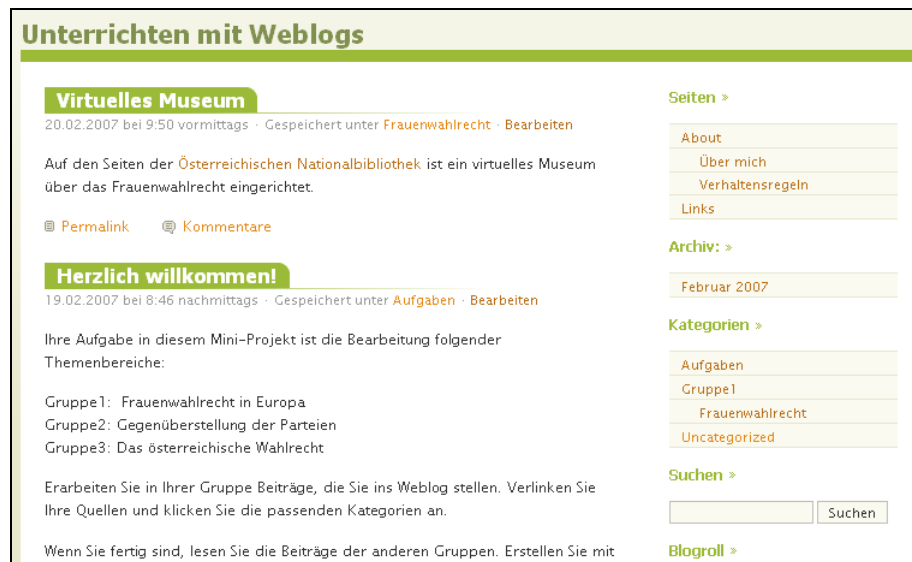 Unterrichten mit Weblogs
Virtuelles Museum
20.02.2007 bei 9:50 vormittags · Gespeichert unter Frauenwahlrecht · Bearbeiten
Auf den Seiten der Österreichischen Nationalbibliothek ist ein virtuelles Museum
über das Frauenwahlrecht eingerichtet.
Permalink Kommentare
Herzlich willkommen!
19.02.2007 bei 8:46 nachmittags · Gespeichert unter Aufgaben · Bearbeiten
Ihre Aufgabe in diesem Mini-Projekt ist die Bearbeitung folgender
Themenbereiche:
Gruppe1: Frauenwahlrecht in Europa
Gruppe2: Gegenüberstellung der Parteien
Gruppe3: Das österreichische Wahlrecht
Erarbeiten Sie in Ihrer Gruppe Beiträge, die Sie ins Weblog stellen. Verlinken Sie
Ihre Quellen und klicken Sie die passenden Kategorien an.
Wenn Sie fertig sind, lesen Sie die Beiträge der anderen Gruppen. Erstellen Sie mit
Seiten »
About
Über mich
Verhaltensregeln
Links
Archiv: »
Februar 2007
Kategorien »
Aufgaben
Gruppe1
Frauenwahlrecht
Uncategorized
Suchen »
Suchen
Blogroll »